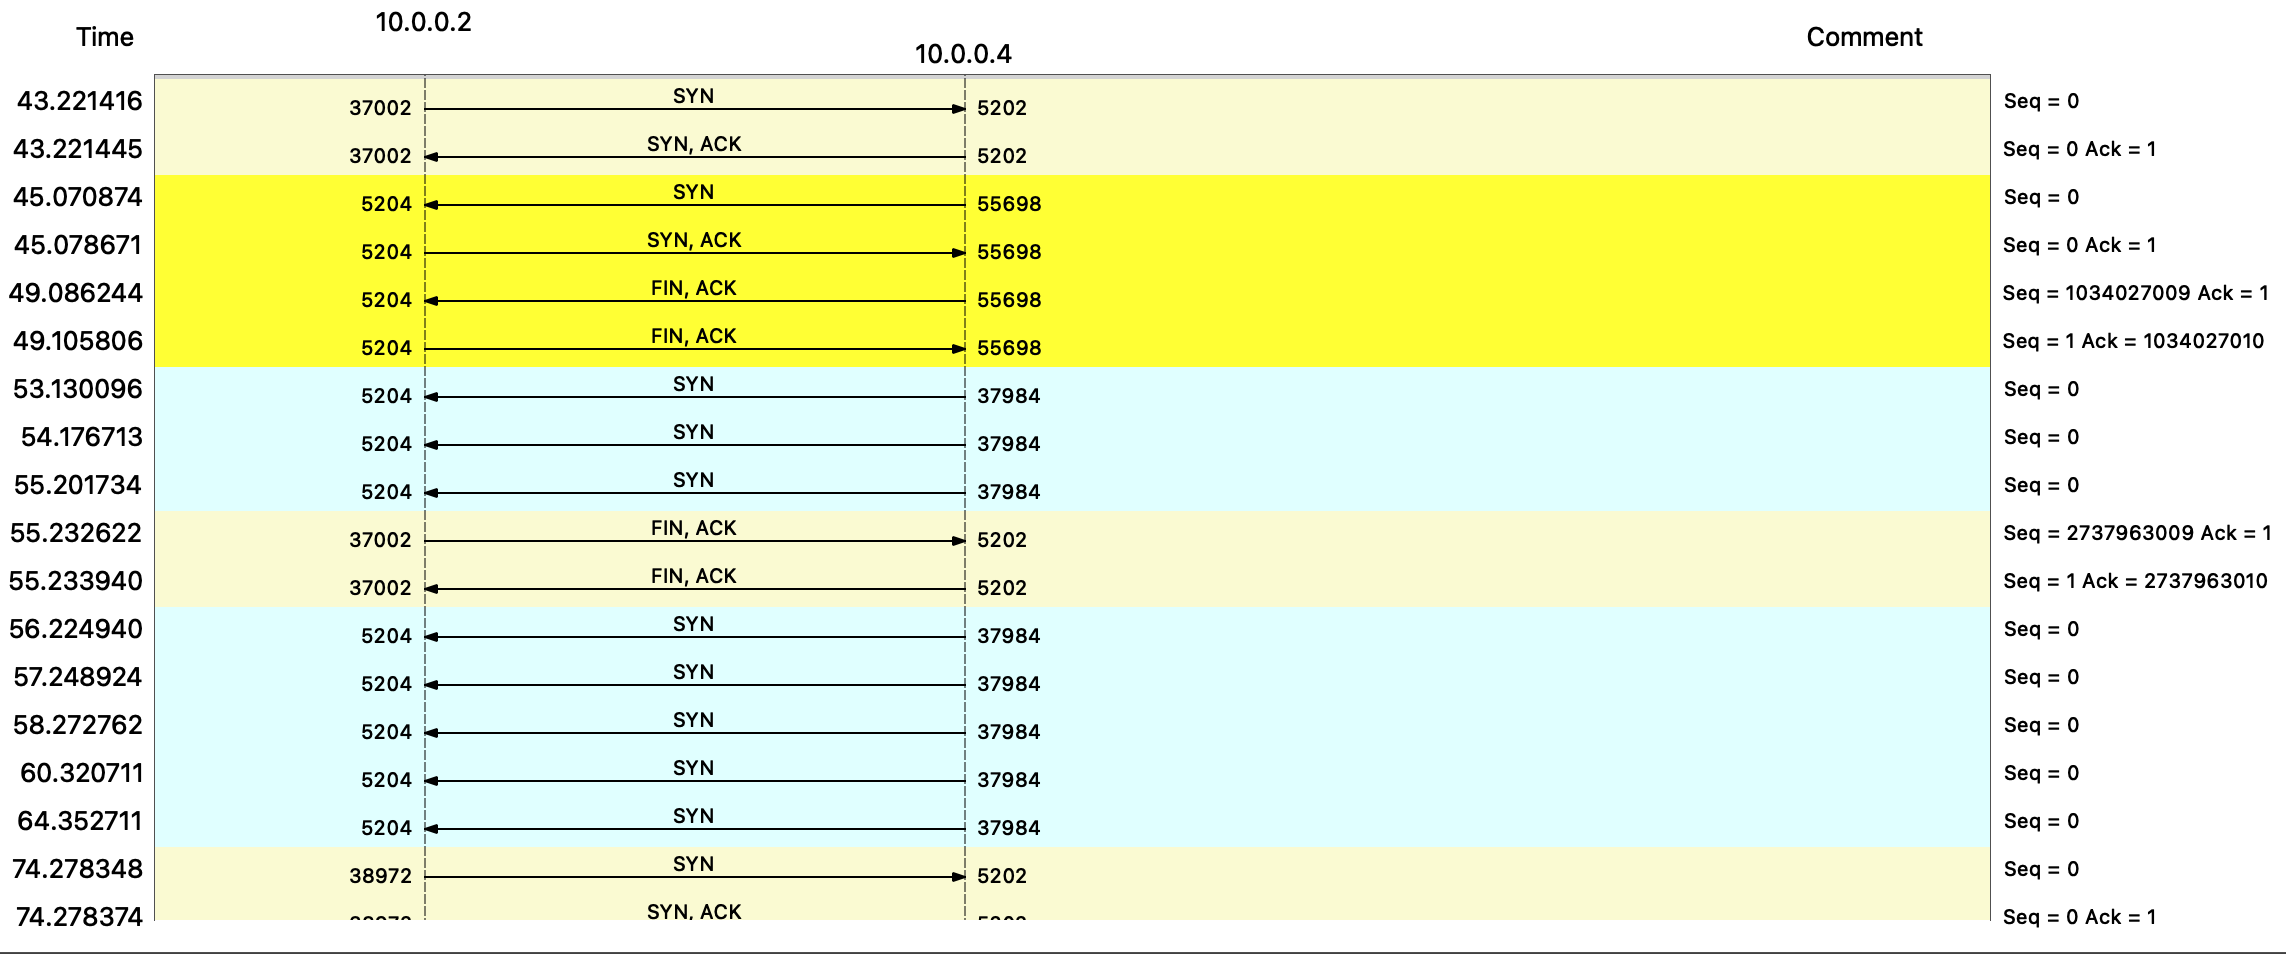 10.0.0.2
Time Comment
10.0.0.4
43.221416 37002 SYN 5202 Seq = 0
43.221445 37002 SYN, ACK 5202 Seq = 0 Ack = 1
45.070874 5204 SYN 55698 Seq = 0
45.078671 5204 SYN, ACK 55698 Seq = 0 Ack = 1
49.086244 5204 FIN, ACK 55698 Seq = 1034027009 Ack = 1
49.105806 5204 FIN, ACK 55698 Seq = 1 Ack = 1034027010
53.130096 5204 SYN 37984 Seq = 0
54.176713 5204 SYN 37984 Seq = 0
55.201734 5204 SYN 37984 Seq = 0
55.232622 37002 FIN, ACK 5202 Seq = 2737963009 Ack = 1
55.233940 37002 FIN, ACK 5202 Seq = 1 Ack = 2737963010
56.224940 5204 SYN 37984 Seq = 0
57.248924 5204 SYN 37984 Seq = 0
58.272762 5204 SYN 37984 Seq = 0
60.320711 5204 SYN 37984 Seq = 0
64.352711 5204 SYN 37984 Seq = 0
74.278348 38972 SYN 5202 Seq = 0
74.278374 SYN, ACK Seq = 0 Ack = 1